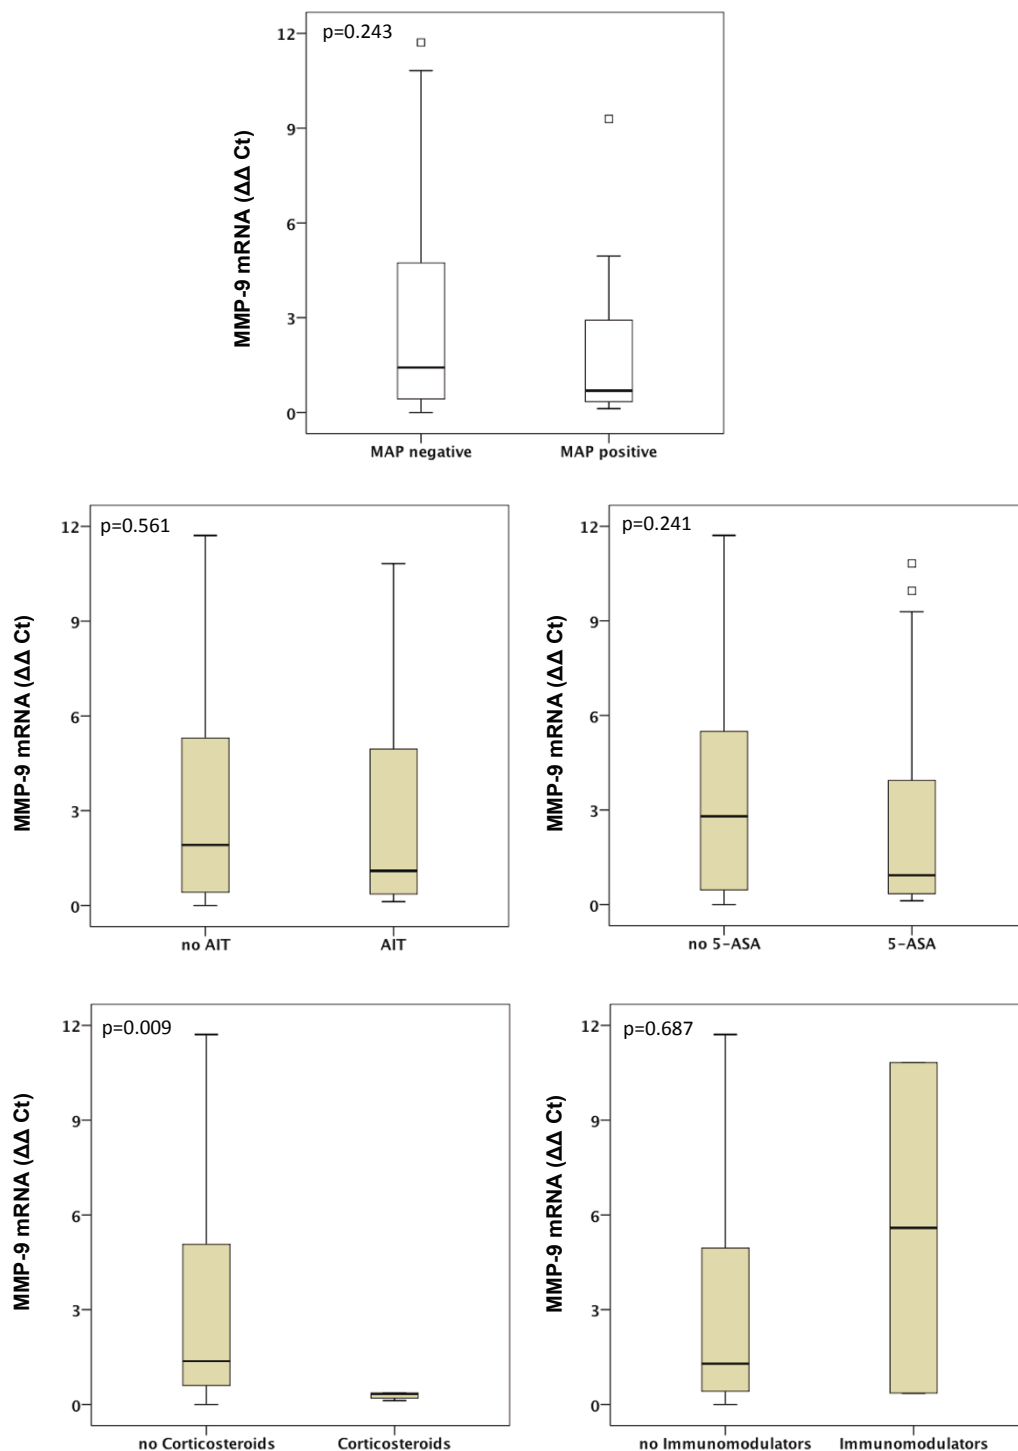 p=0.243
MMP-9 mRNA (ΔΔ Ct)
12
9
6
3
0
MAP negative
MAP positive
p=0.561
MMP-9 mRNA (ΔΔ Ct)
12
9
6
3
0
no AIT
AIT
p=0.241
MMP-9 mRNA (ΔΔ Ct)
12
9
6
3
0
no 5-ASA
5-ASA
p=0.009
MMP-9 mRNA (ΔΔ Ct)
12
9
6
3
0
no Corticosteroids
Corticosteroids
p=0.687
MMP-9 mRNA (ΔΔ Ct)
12
9
6
3
0
no Immunomodulators
Immunomodulators